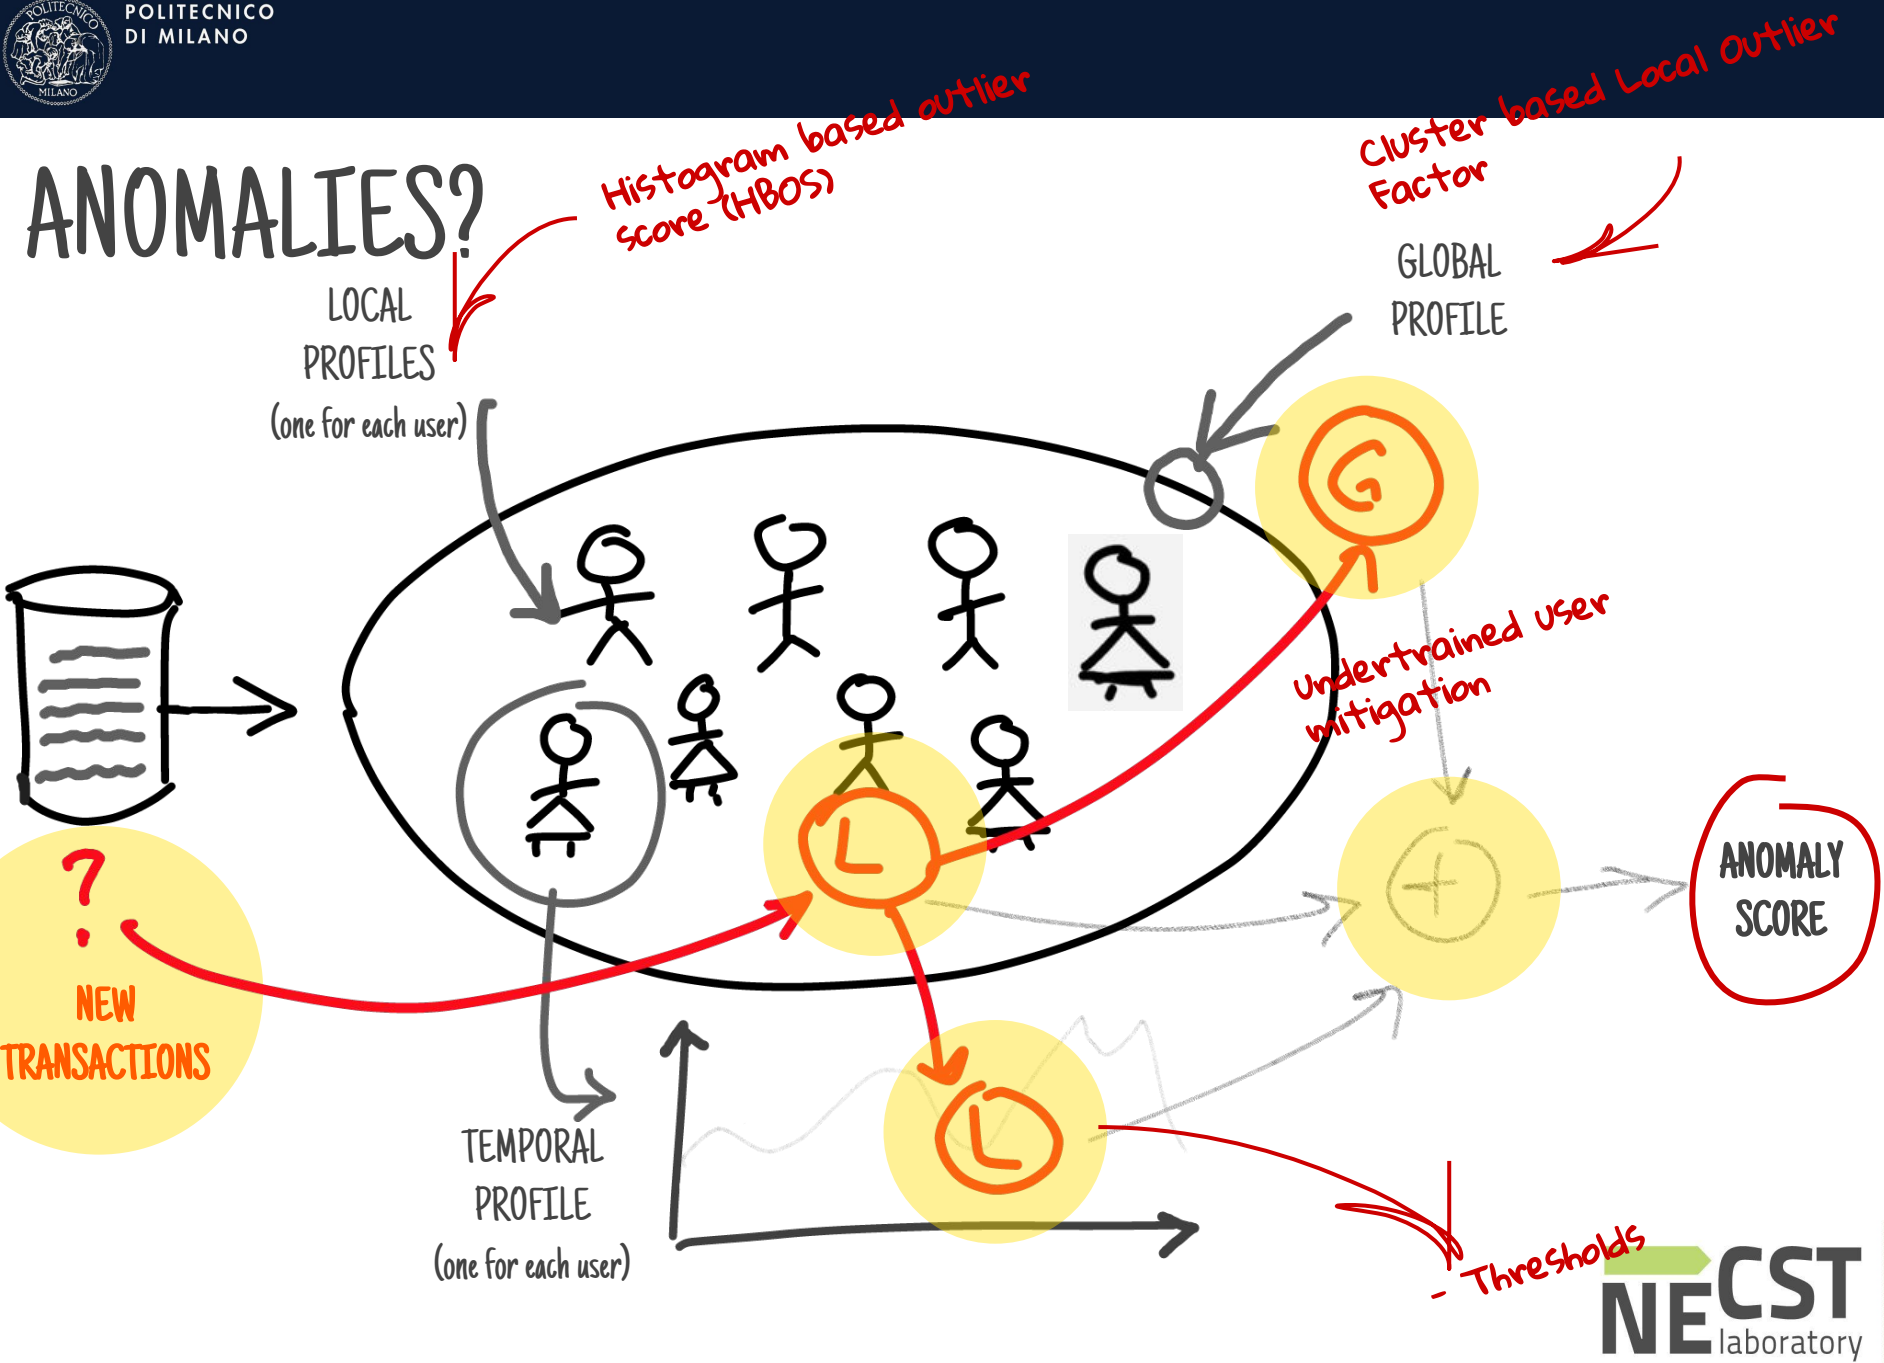 POLITECNICO
DI MILANO
POLITECNICO
MILANO
ANOMALIES?
Histogram based outlier
score (HBOS)
Cluster based Local Outlier
Factor
LOCAL
PROFILES
(one for each user)
GLOBAL
PROFILE
G
Undertrained user
mitigation
L
+
ANOMALY
SCORE
?
NEW
TRANSACTIONS
L
TEMPORAL
PROFILE
(one for each user)
- Thresholds
NECST
laboratory